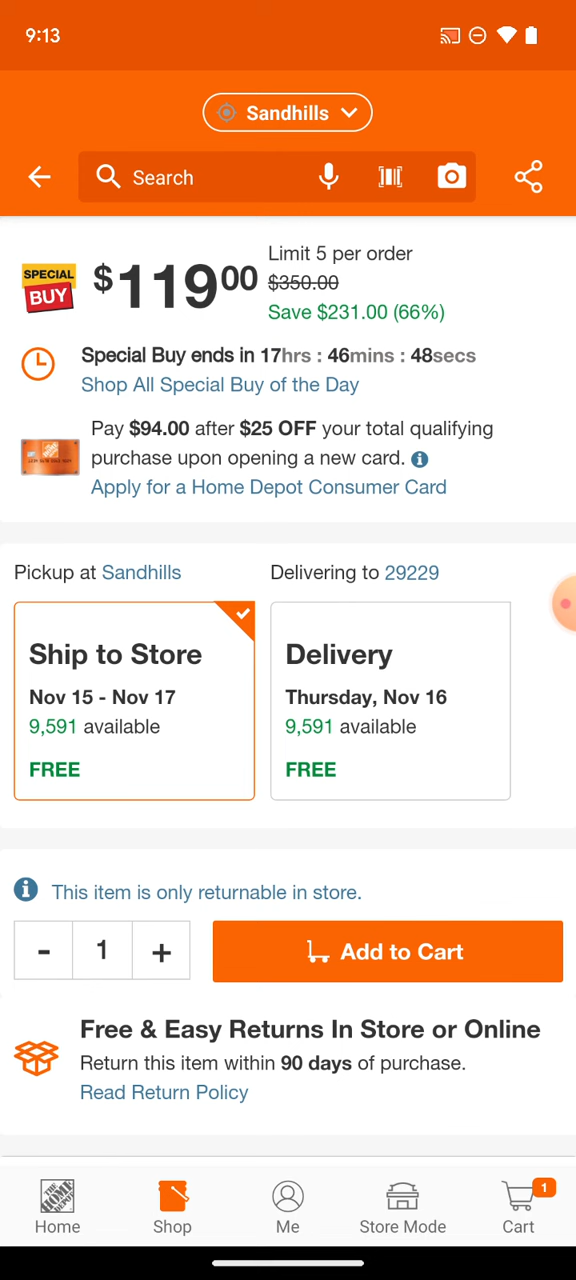 9:13
Sandhills
Search
SPECIAL
BUY
$119⁰⁰
Limit 5 per order
$350.00
Save $231.00 (66%)
Special Buy ends in 17hrs : 46mins : 48secs
Shop All Special Buy of the Day
Pay $94.00 after $25 OFF your total qualifying
purchase upon opening a new card.
Apply for a Home Depot Consumer Card
Pickup at Sandhills
Delivering to 29229
Ship to Store
Nov 15 - Nov 17
9,591 available
FREE
Delivery
Thursday, Nov 16
9,591 available
FREE
This item is only returnable in store.
- 1 +
Add to Cart
Free & Easy Returns In Store or Online
Return this item within 90 days of purchase.
Read Return Policy
THE HOME DEPOT
1
Home
Shop
Me
Store Mode
Cart